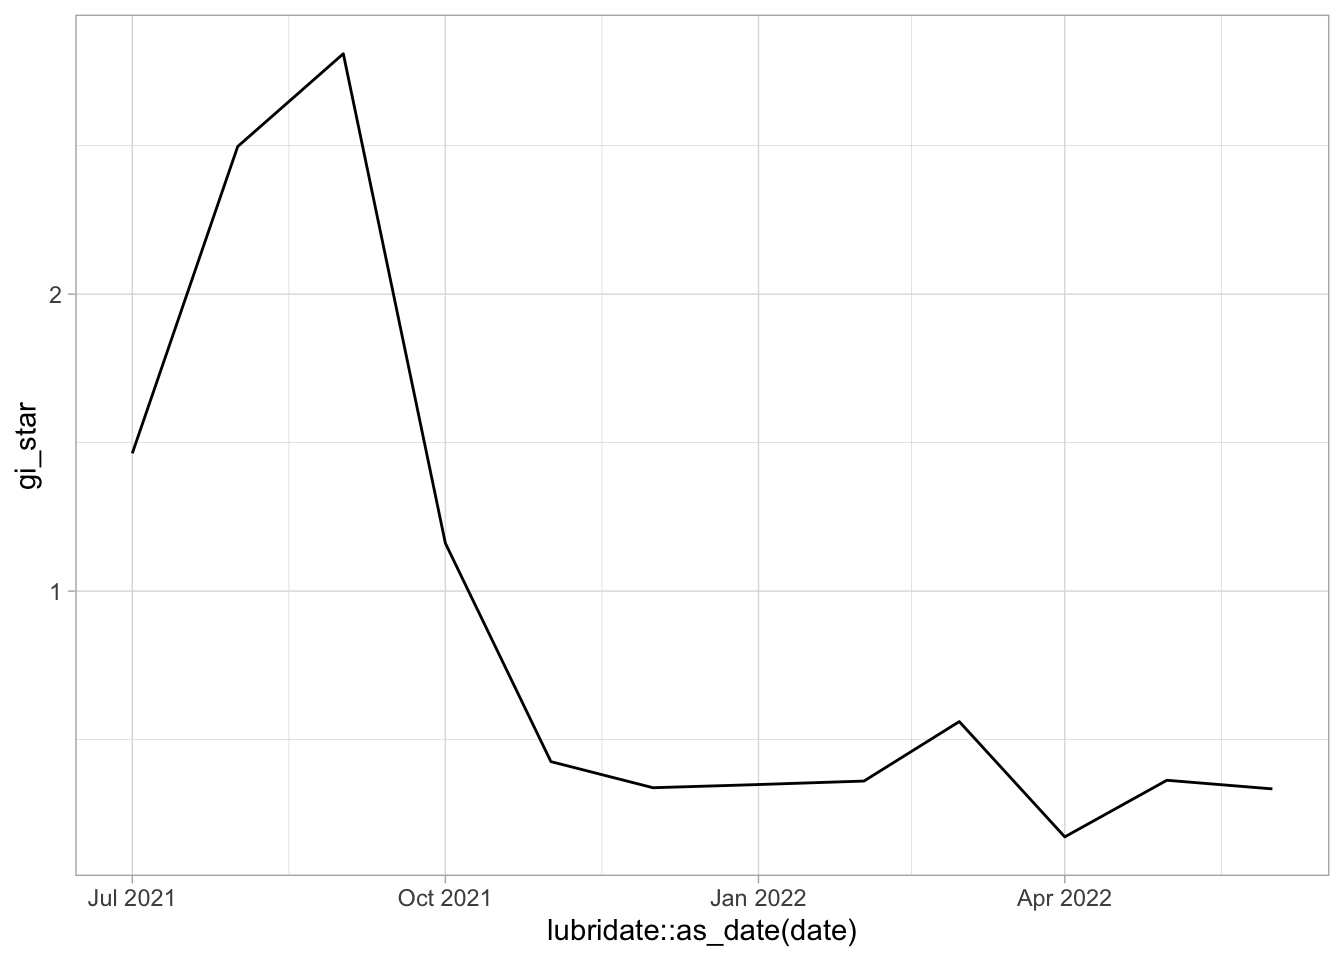 gi_star
2
1
Jul 2021
Oct 2021
Jan 2022
Apr 2022
lubridate::as_date(date)